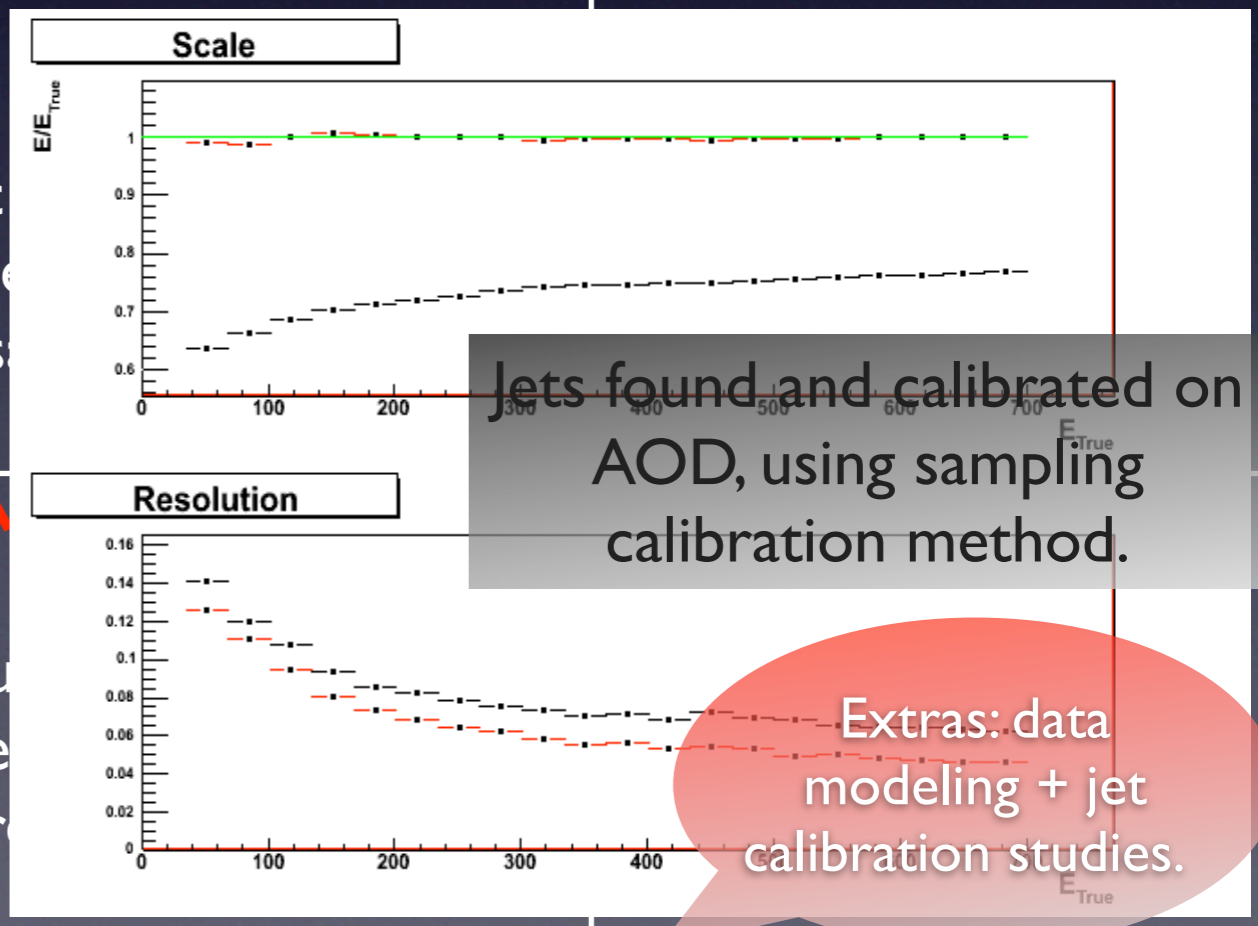 Scale
E/E_True
1
0.9
0.8
0.7
0.6
0 100 200 300 400 500 600 700
E_True
Jets found and calibrated on
AOD, using sampling
calibration method.
Resolution
0.16
0.14
0.12
0.1
0.08
0.06
0.04
0.02
0
0 100 200 300 400
E_True
Extras: data
modeling + jet
calibration studies.